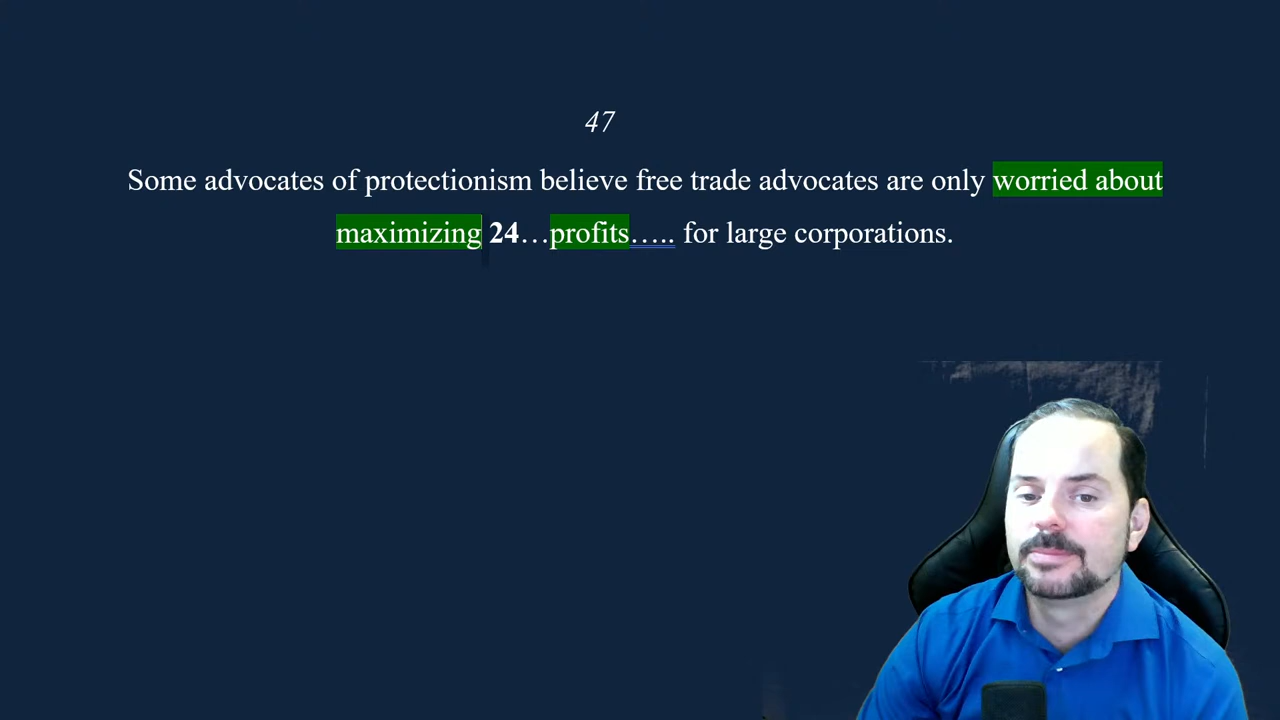 47
Some advocates of protectionism believe free trade advocates are only worried about
maximizing 24…profits….. for large corporations.